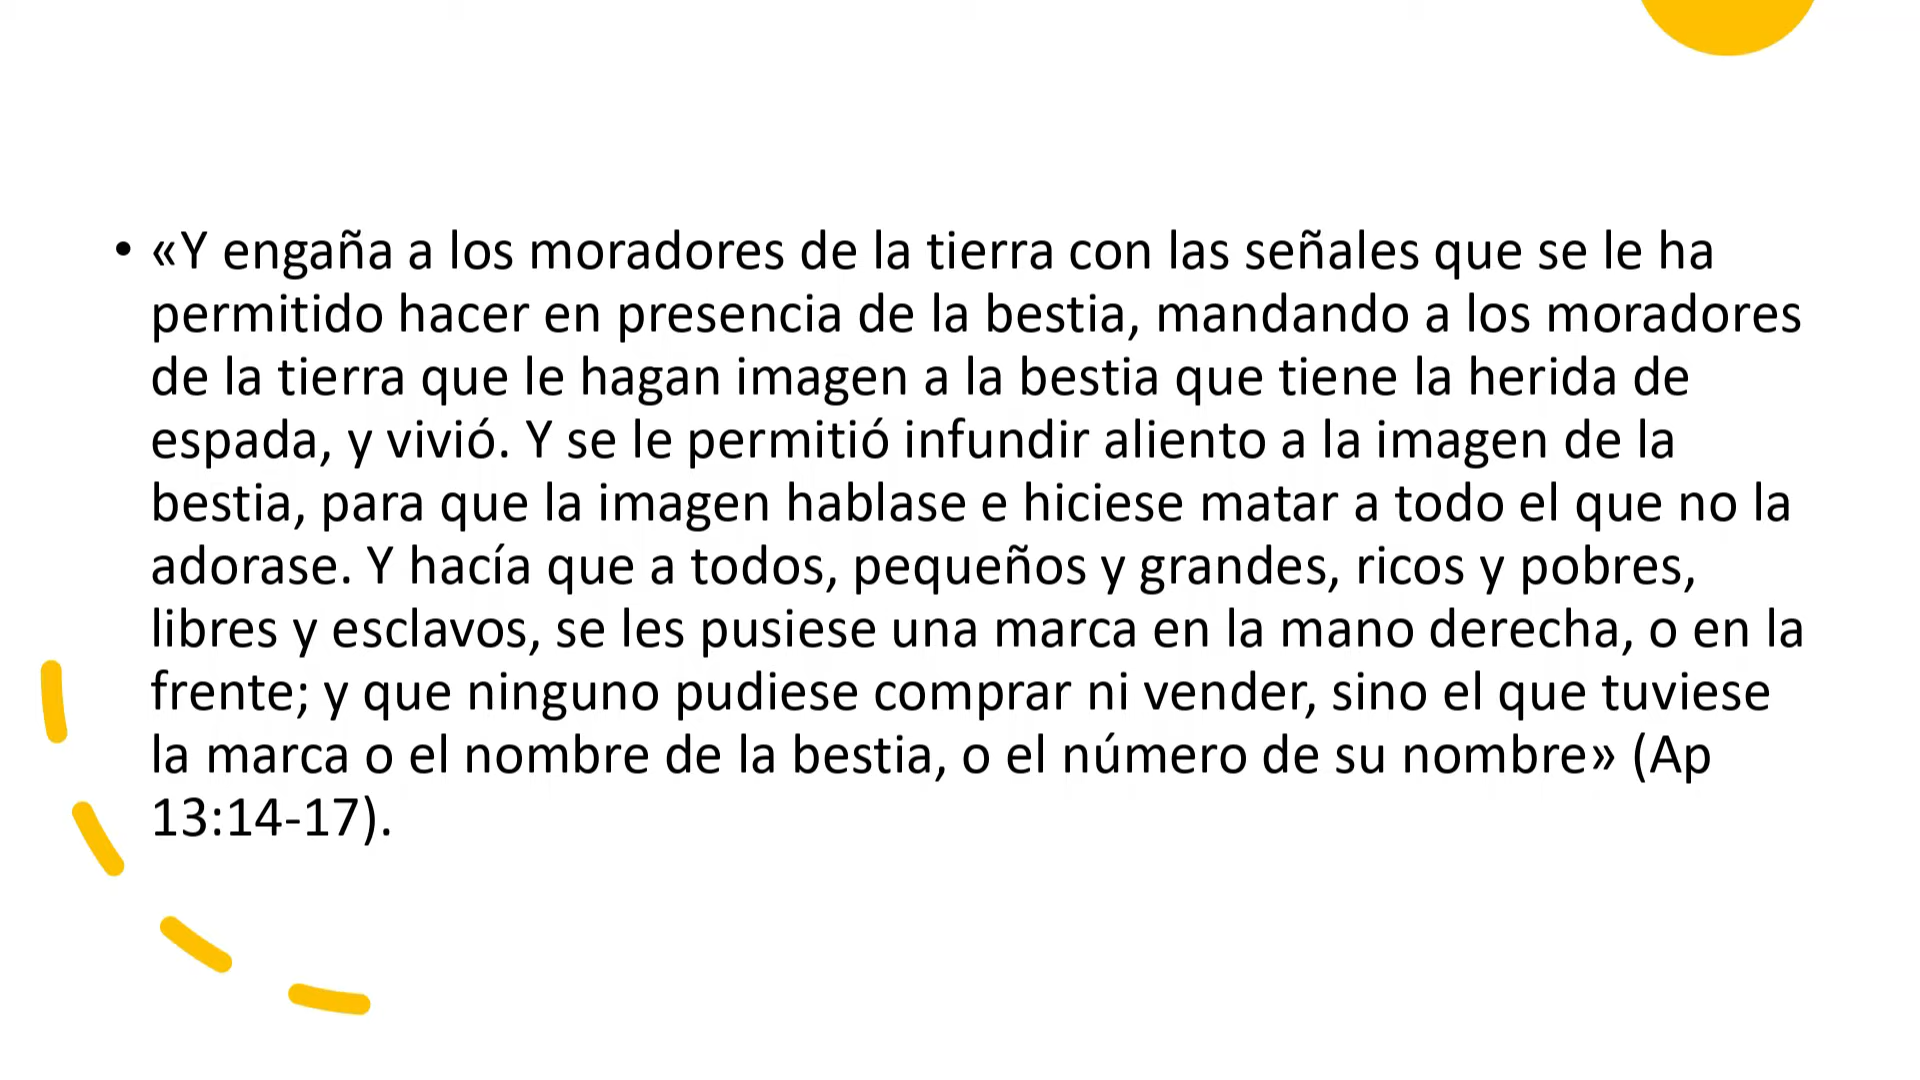 • «Y engaña a los moradores de la tierra con las señales que se le ha
permitido hacer en presencia de la bestia, mandando a los moradores
de la tierra que le hagan imagen a la bestia que tiene la herida de
espada, y vivió. Y se le permitió infundir aliento a la imagen de la
bestia, para que la imagen hablase e hiciese matar a todo el que no la
adorase. Y hacía que a todos, pequeños y grandes, ricos y pobres,
libres y esclavos, se les pusiese una marca en la mano derecha, o en la
frente; y que ninguno pudiese comprar ni vender, sino el que tuviese
la marca o el nombre de la bestia, o el número de su nombre» (Ap
13:14-17).